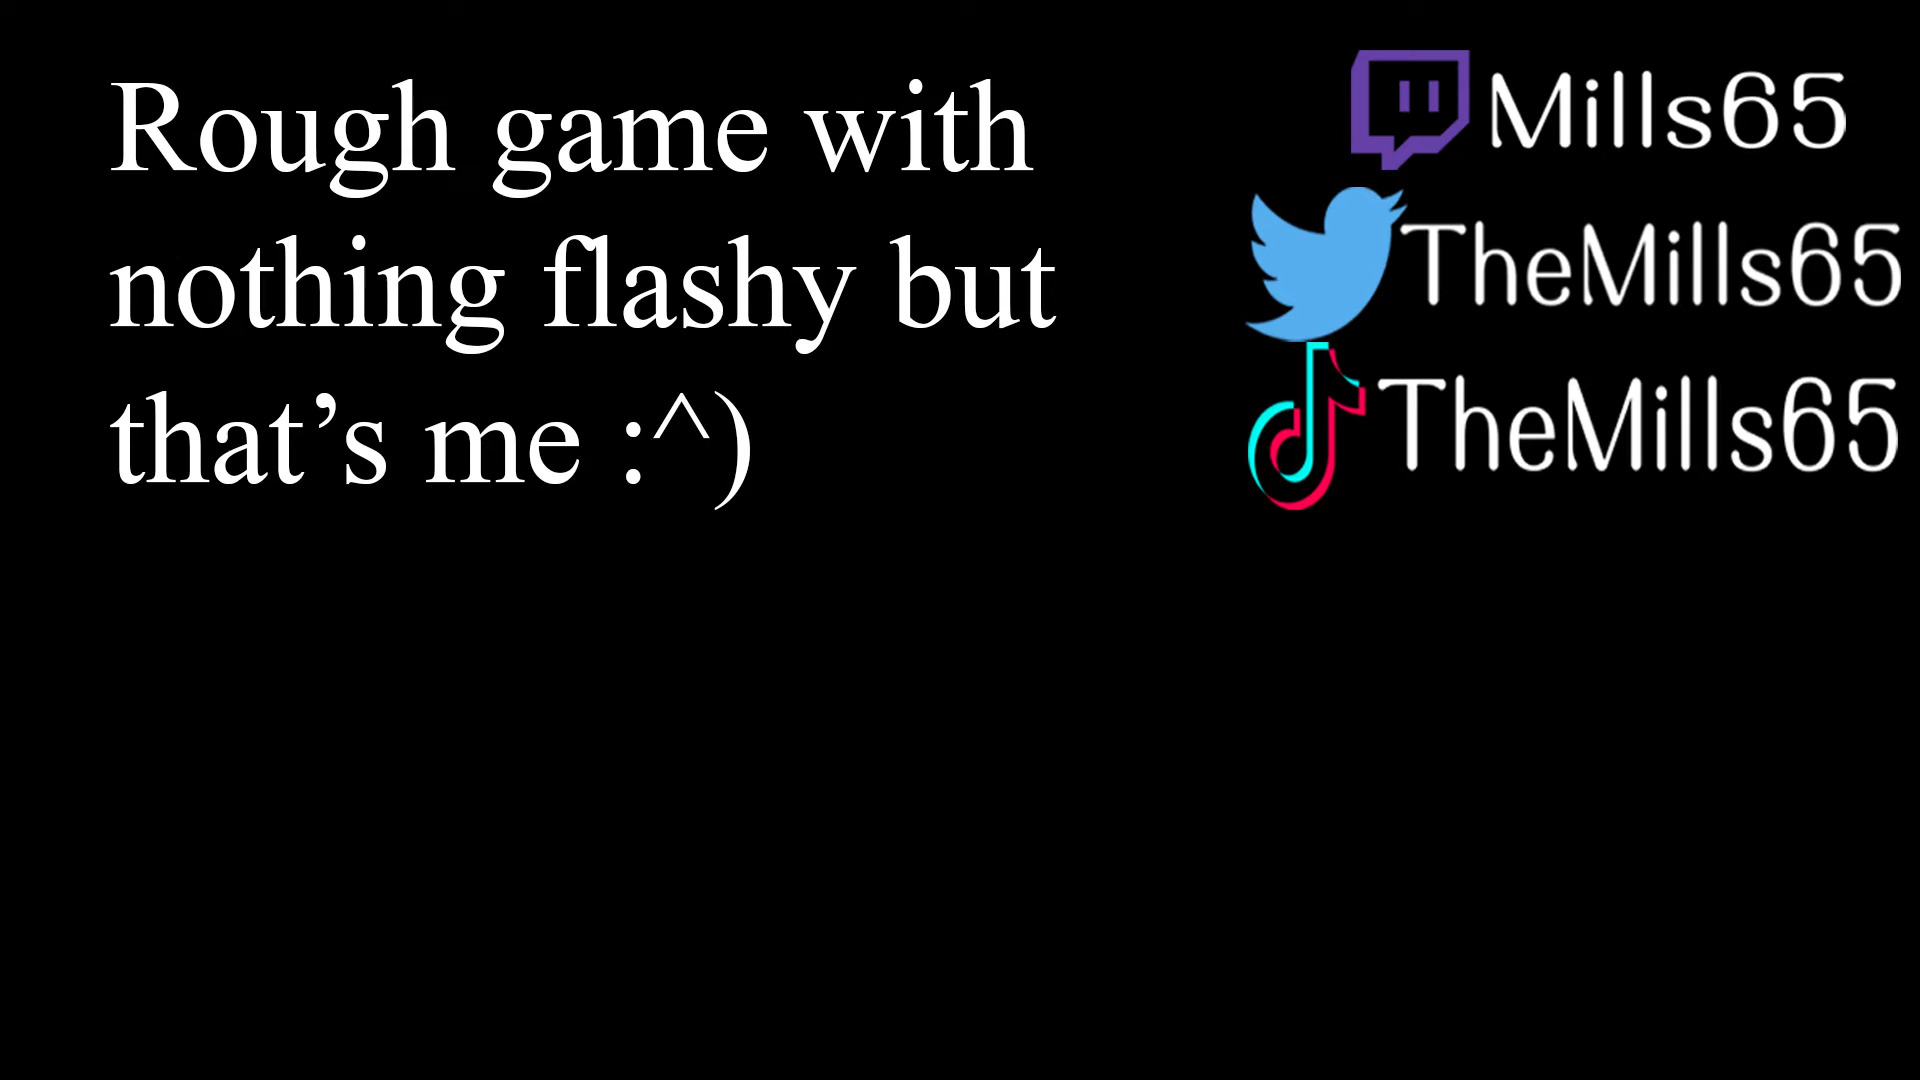 Rough game with
nothing flashy but
that’s me :^)
Mills65
TheMills65
TheMills65